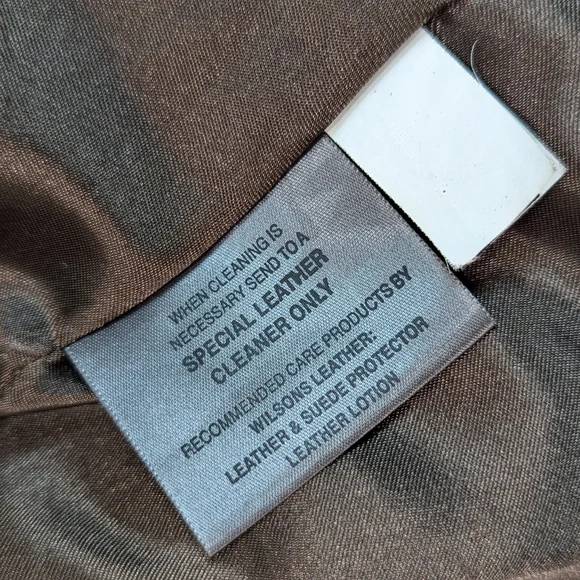 WHEN CLEANING IS
NECESSARY SEND TO A
SPECIAL LEATHER
CLEANER ONLY
RECOMMENDED CARE PRODUCTS BY
WILSONS LEATHER:
LEATHER & SUEDE PROTECTOR
LEATHER LOTION